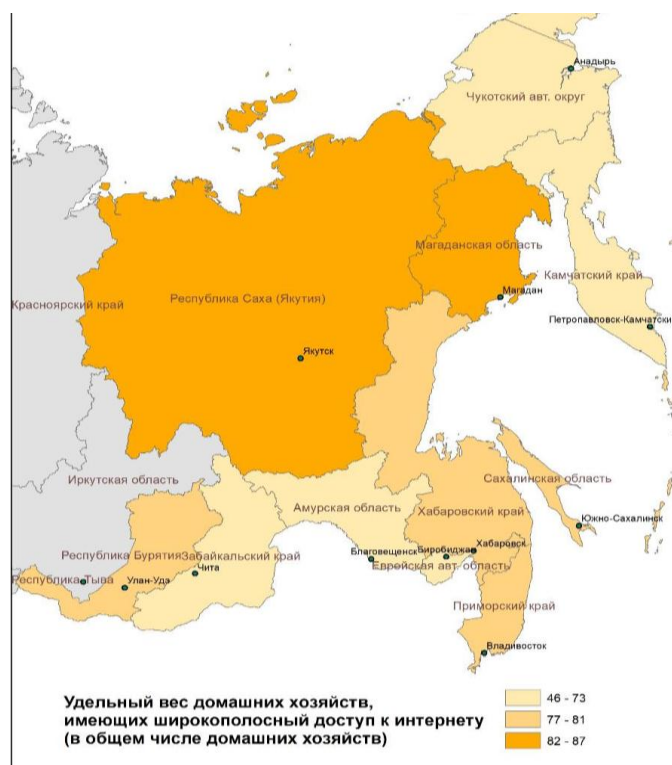 Анадырь
Чукотский авт. округ
Магаданская область
Камчатский край
Республика Саха (Якутия)
Красноярский край
Магадан
Петропавловск-Камчатски
Якутск
Иркутская область
Сахалинская область
Амурская область
Хабаровский край
Южно-Сахалинск
Республика Бурятия
Забайкальский край
Благовещенск
Биробиджан
Хабаровск
Еврейская авт. область
Республика Тыва
Улан-Удэ
Чита
Приморский край
Владивосток
Удельный вес домашних хозяйств,
имеющих широкополосный доступ к интернету
(в общем числе домашних хозяйств)
46 - 73
77 - 81
82 - 87